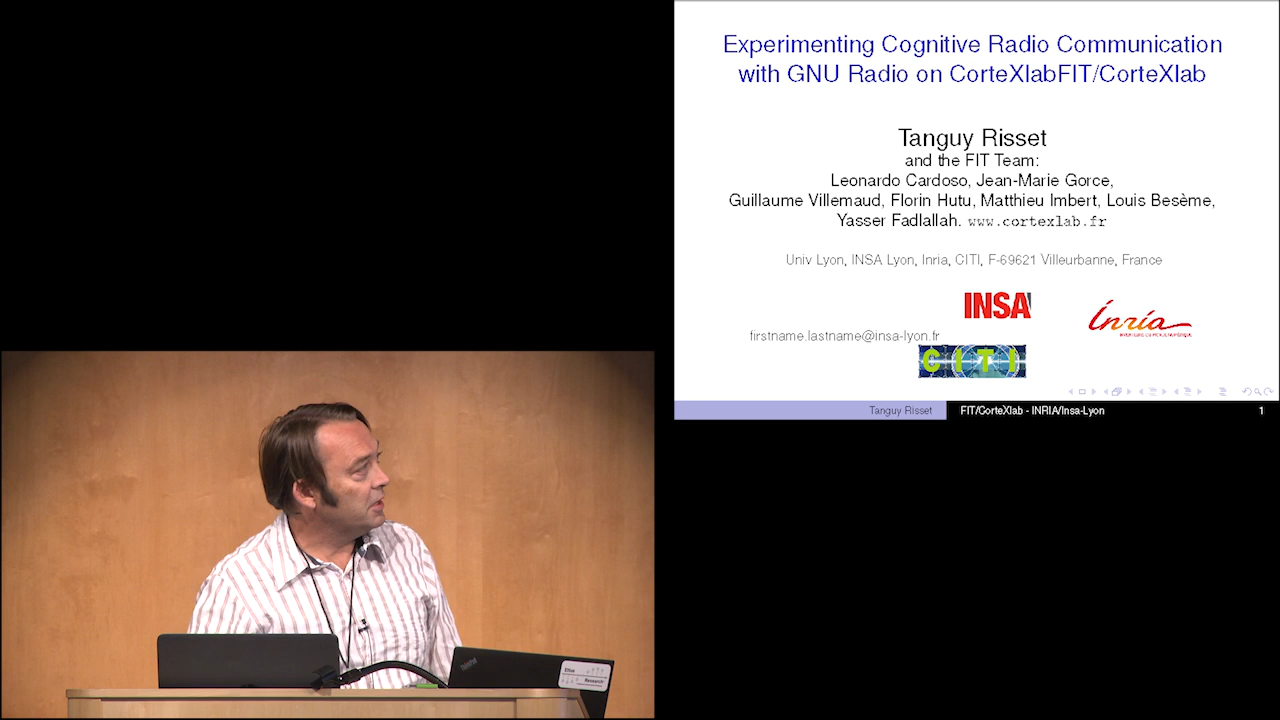 Experimenting Cognitive Radio Communication
with GNU Radio on CorteXlabFIT/CorteXlab
Tanguy Risset
and the FIT Team:
Leonardo Cardoso, Jean-Marie Gorce,
Guillaume Villemaud, Florin Hutu, Matthieu Imbert, Louis Besème,
Yasser Fadlallah. www.cortexlab.fr
Univ Lyon, INSA Lyon, Inria, CITI, F-69621 Villeurbanne, France
INSA
Inria
firstname.lastname@insa-lyon.fr
CITI
Tanguy Risset FIT/CorteXlab - INRIA/Insa-Lyon 1
ThinkPad
Ettus
Research